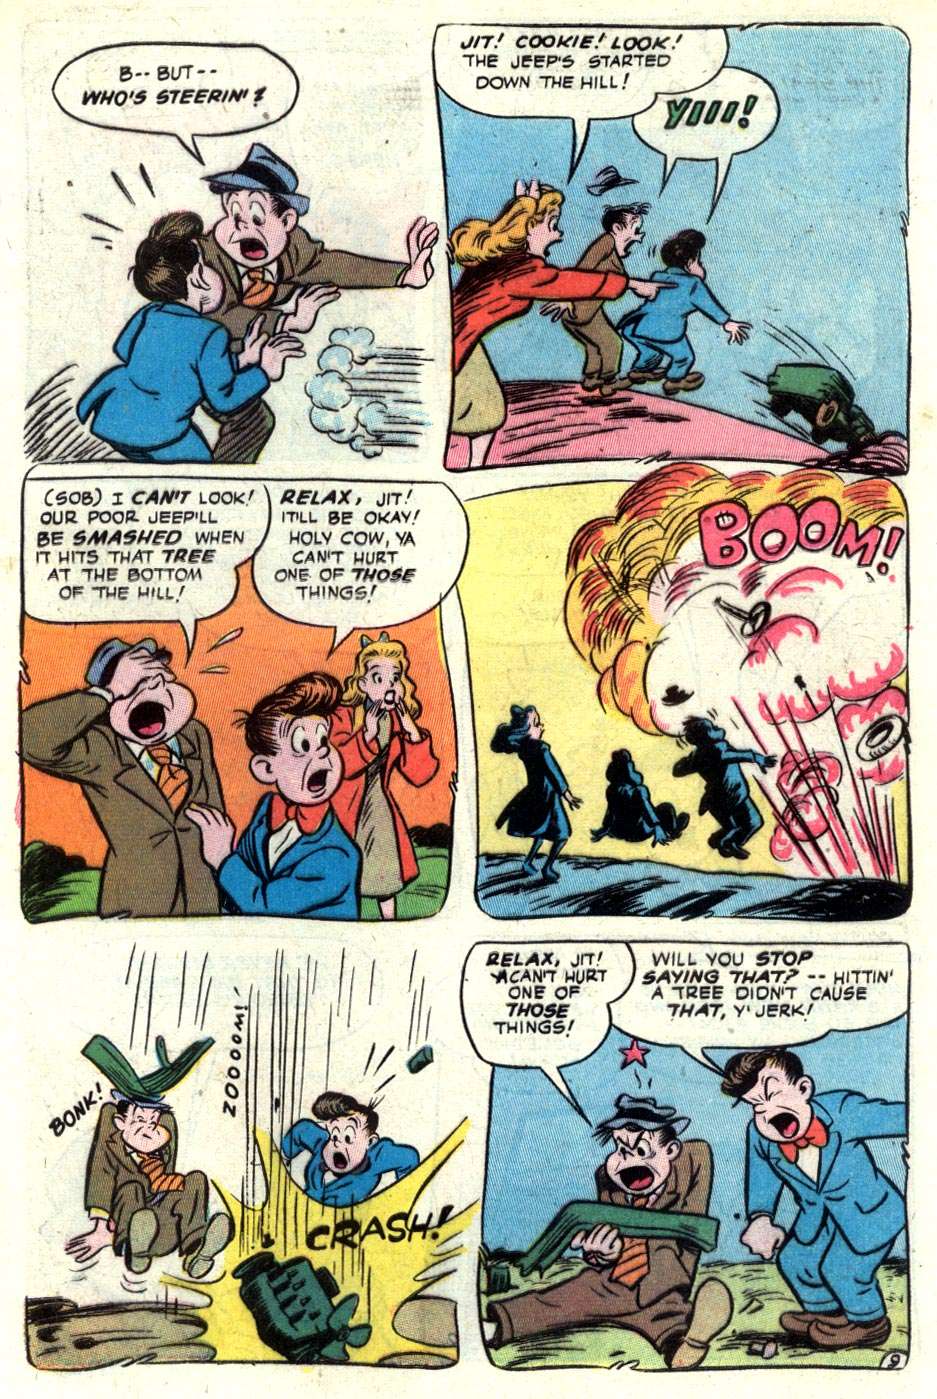 B-- BUT--
WHO'S STEERIN'?
JIT! COOKIE! LOOK!
THE JEEP'S STARTED
DOWN THE HILL!
YIIII!
(SOB) I CAN'T LOOK!
OUR POOR JEEP'LL
BE SMASHED WHEN
IT HITS THAT TREE
AT THE BOTTOM
OF THE HILL!
RELAX, JIT!
IT'LL BE OKAY!
HOLY COW, YA
CAN'T HURT
ONE OF THOSE
THINGS!
BOOM!
BONK!
ZOOOOM!
CRASH!
RELAX, JIT!
YA CAN'T HURT
ONE OF
THOSE
THINGS!
WILL YOU STOP
SAYING THAT? -- HITTIN'
A TREE DIDN'T CAUSE
THAT, Y'JERK!
9